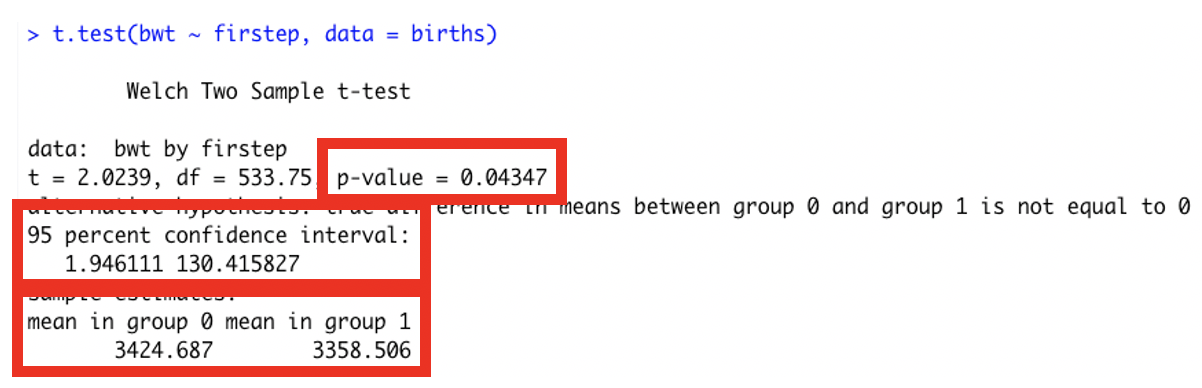 > t.test(bwt ~ firstep, data = births)
Welch Two Sample t-test
data:  bwt by firstep
t = 2.0239, df = 533.75, p-value = 0.04347
alternative hypothesis: true difference in means between group 0 and group 1 is not equal to 0
95 percent confidence interval:
1.946111 130.415827
sample estimates:
mean in group 0 mean in group 1
3424.687 3358.506